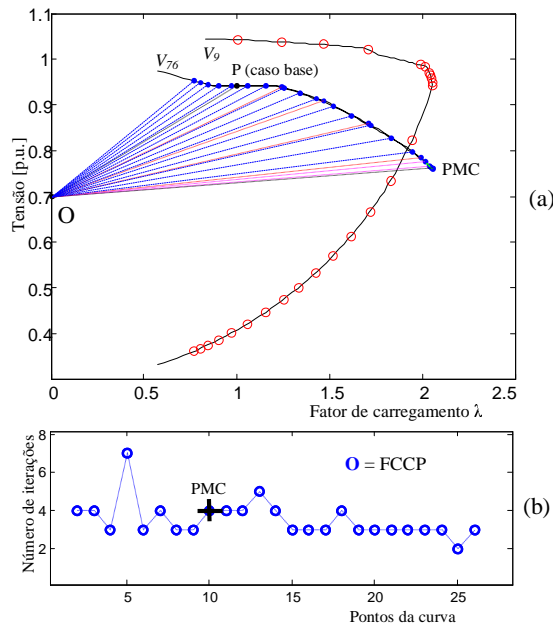 1.1
1
0.9
0.8
0.7
0.6
0.5
0.4
Tensão [p.u.]
V9
V76
P (caso base)
PMC
O
(a)
0 0.5 1 1.5 2 2.5
Fator de carregamento λ
8
6
4
2
Número de iterações
O = FCCP
PMC
(b)
5 10 15 20 25
Pontos da curva